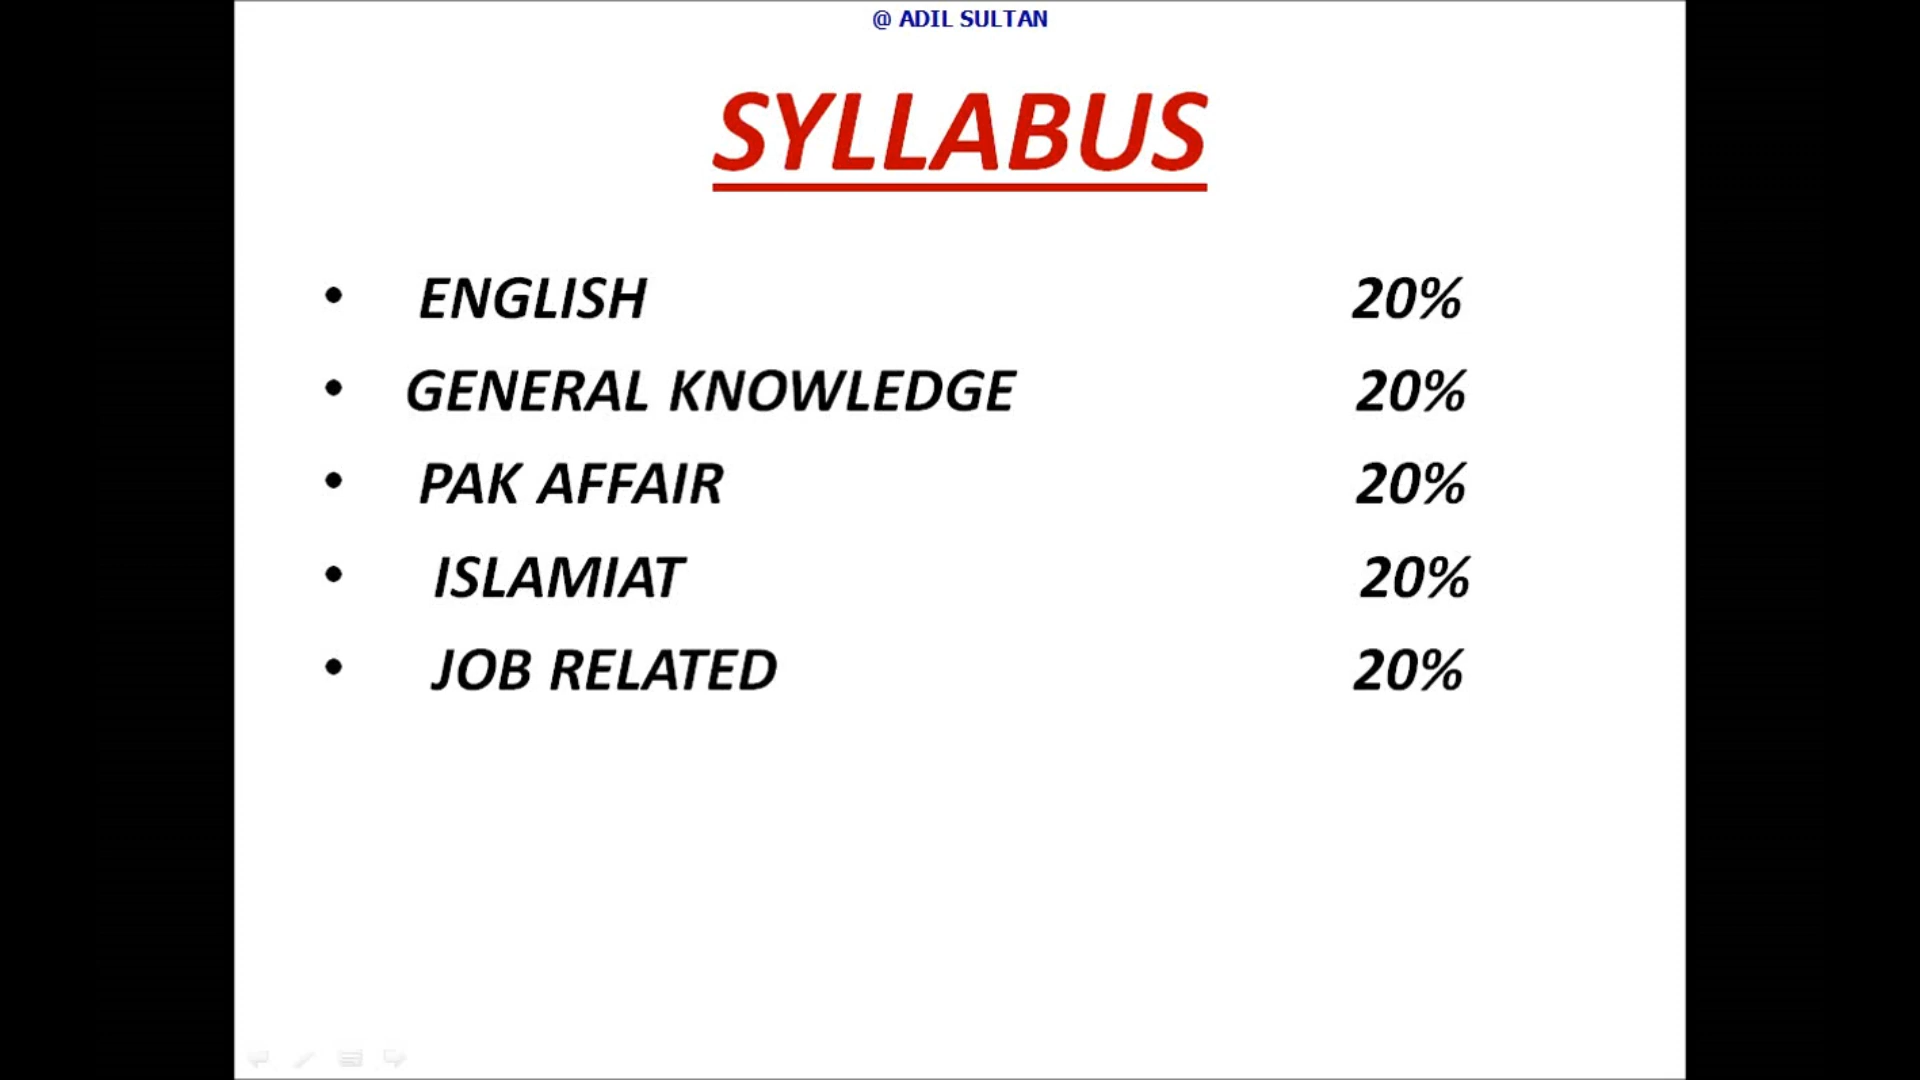 @ ADIL SULTAN
SYLLABUS
• ENGLISH 20%
• GENERAL KNOWLEDGE 20%
• PAK AFFAIR 20%
• ISLAMIAT 20%
• JOB RELATED 20%